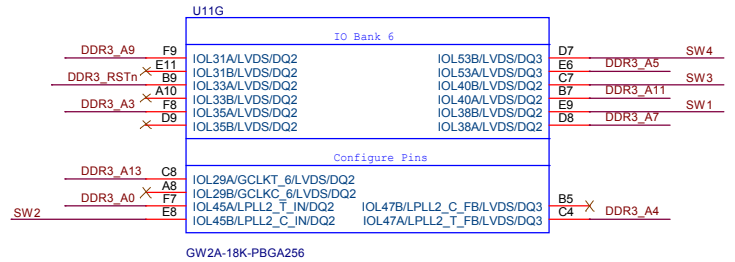 U11G
IO Bank 6
DDR3_A9 F9 IOL31A/LVDS/DQ2 IOL53B/LVDS/DQ3 D7 SW4
E11 IOL31B/LVDS/DQ2 IOL53A/LVDS/DQ3 E6 DDR3_A5
DDR3_RSTn B9 IOL33A/LVDS/DQ2 IOL40B/LVDS/DQ2 C7 SW3
A10 IOL33B/LVDS/DQ2 IOL40A/LVDS/DQ2 B7 DDR3_A11
DDR3_A3 F8 IOL35A/LVDS/DQ2 IOL38B/LVDS/DQ2 E9 SW1
D9 IOL35B/LVDS/DQ2 IOL38A/LVDS/DQ2 D8 DDR3_A7
Configure Pins
DDR3_A13 C8 IOL29A/GCLKT_6/LVDS/DQ2
A8 IOL29B/GCLKC_6/LVDS/DQ2
DDR3_A0 F7 IOL45A/LPLL2_T_IN/DQ2 IOL47B/LPLL2_C_FB/LVDS/DQ3 B5
SW2 E8 IOL45B/LPLL2_C_IN/DQ2 IOL47A/LPLL2_T_FB/LVDS/DQ3 C4 DDR3_A4
GW2A-18K-PBGA256